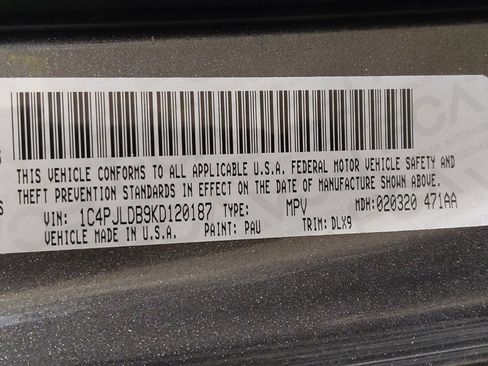 THIS VEHICLE CONFORMS TO ALL APPLICABLE U.S.A. FEDERAL MOTOR VEHICLE SAFETY AND
THEFT PREVENTION STANDARDS IN EFFECT ON THE DATE OF MANUFACTURE SHOWN ABOVE.
VIN: 1C4PJLDB9KD120187 TYPE: MPV MDH: 020320 471AA
VEHICLE MADE IN U.S.A. PAINT: PAU TRIM: DLX9